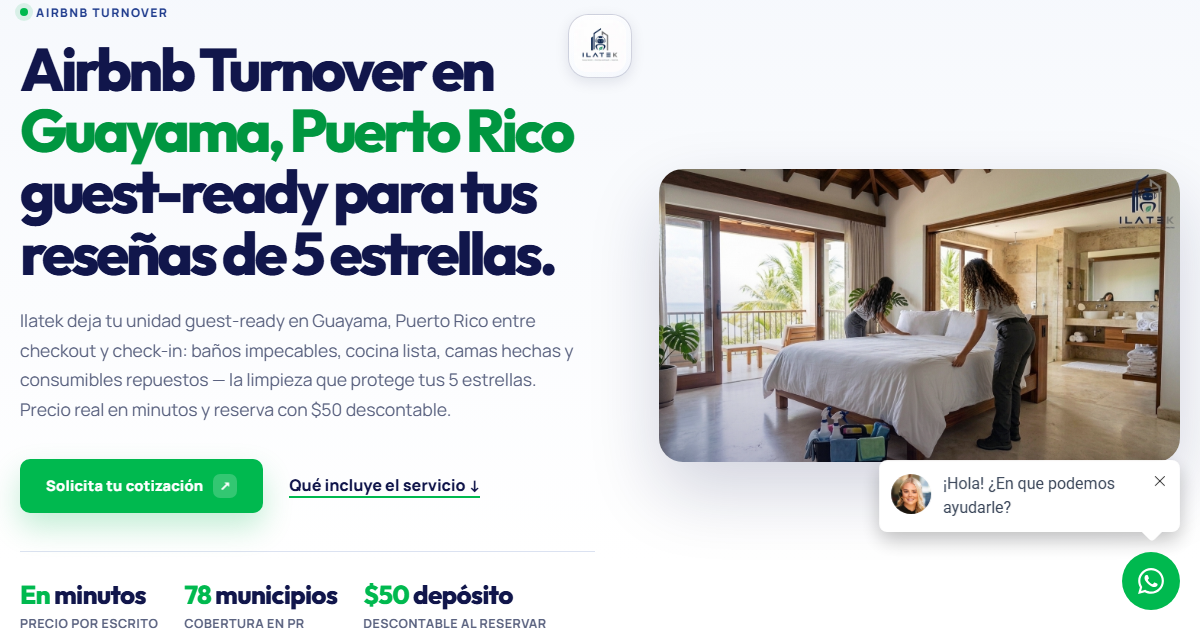 AIRBNB TURNOVER
ILATEK
Airbnb Turnover en
Guayama, Puerto Rico
guest-ready para tus
reseñas de 5 estrellas.
Ilatek deja tu unidad guest-ready en Guayama, Puerto Rico entre
checkout y check-in: baños impecables, cocina lista, camas hechas y
consumibles repuestos — la limpieza que protege tus 5 estrellas.
Precio real en minutos y reserva con $50 descontable.
Solicita tu cotización ↗
Qué incluye el servicio ↓
ILATEK
¡Hola! ¿En que podemos
ayudarle?
En minutos
PRECIO POR ESCRITO
78 municipios
COBERTURA EN PR
$50 depósito
DESCONTABLE AL RESERVAR